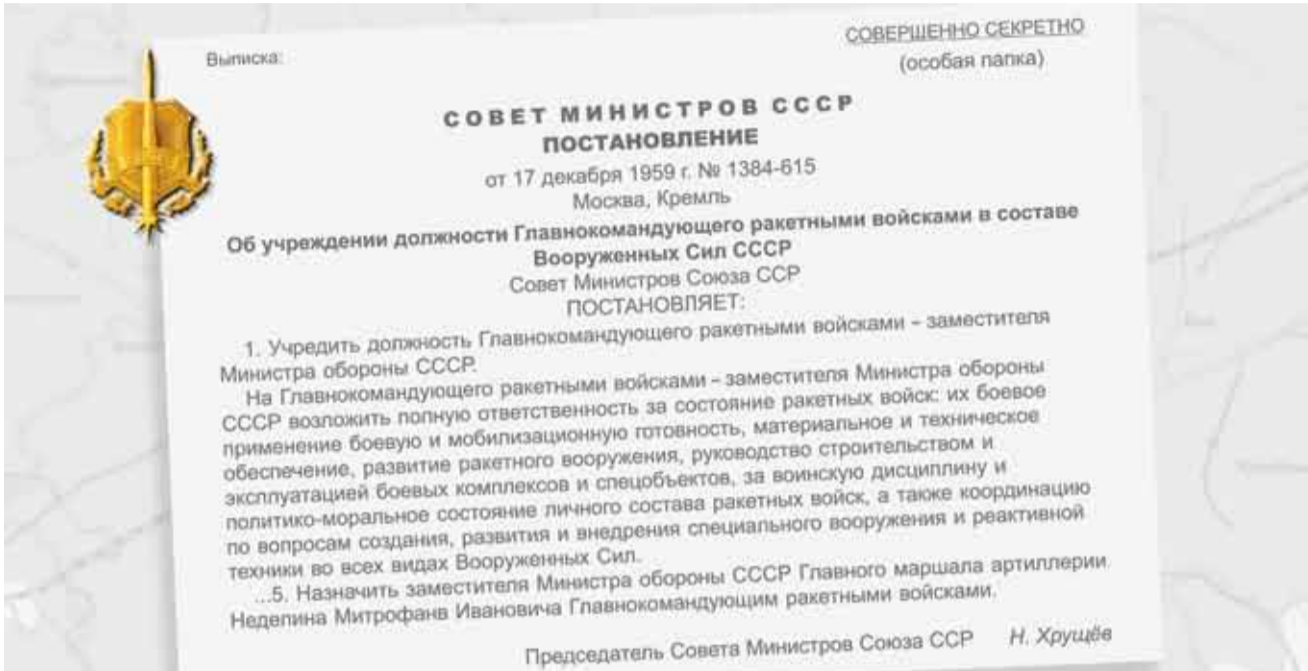 Выписка:
СОВЕРШЕННО СЕКРЕТНО
(особая папка)
СОВЕТ МИНИСТРОВ СССР
ПОСТАНОВЛЕНИЕ
от 17 декабря 1959 г. № 1384-615
Москва, Кремль
Об учреждении должности Главнокомандующего ракетными войсками в составе
Вооруженных Сил СССР
Совет Министров Союза ССР
ПОСТАНОВЛЯЕТ:
1. Учредить должность Главнокомандующего ракетными войсками – заместителя
Министра обороны СССР.
На Главнокомандующего ракетными войсками – заместителя Министра обороны
СССР возложить полную ответственность за состояние ракетных войск: их боевое
применение боевую и мобилизационную готовность, материальное и техническое
обеспечение, развитие ракетного вооружения, руководство строительством и
эксплуатацией боевых комплексов и спецобъектов, за воинскую дисциплину и
политико-моральное состояние личного состава ракетных войск, а также координацию
по вопросам создания, развития и внедрения специального вооружения и реактивной
техники во всех видах Вооруженных Сил.
...5. Назначить заместителя Министра обороны СССР Главного маршала артиллерии
Неделина Митрофанв Ивановича Главнокомандующим ракетными войсками.
Председатель Совета Министров Союза ССР Н. Хрущёв